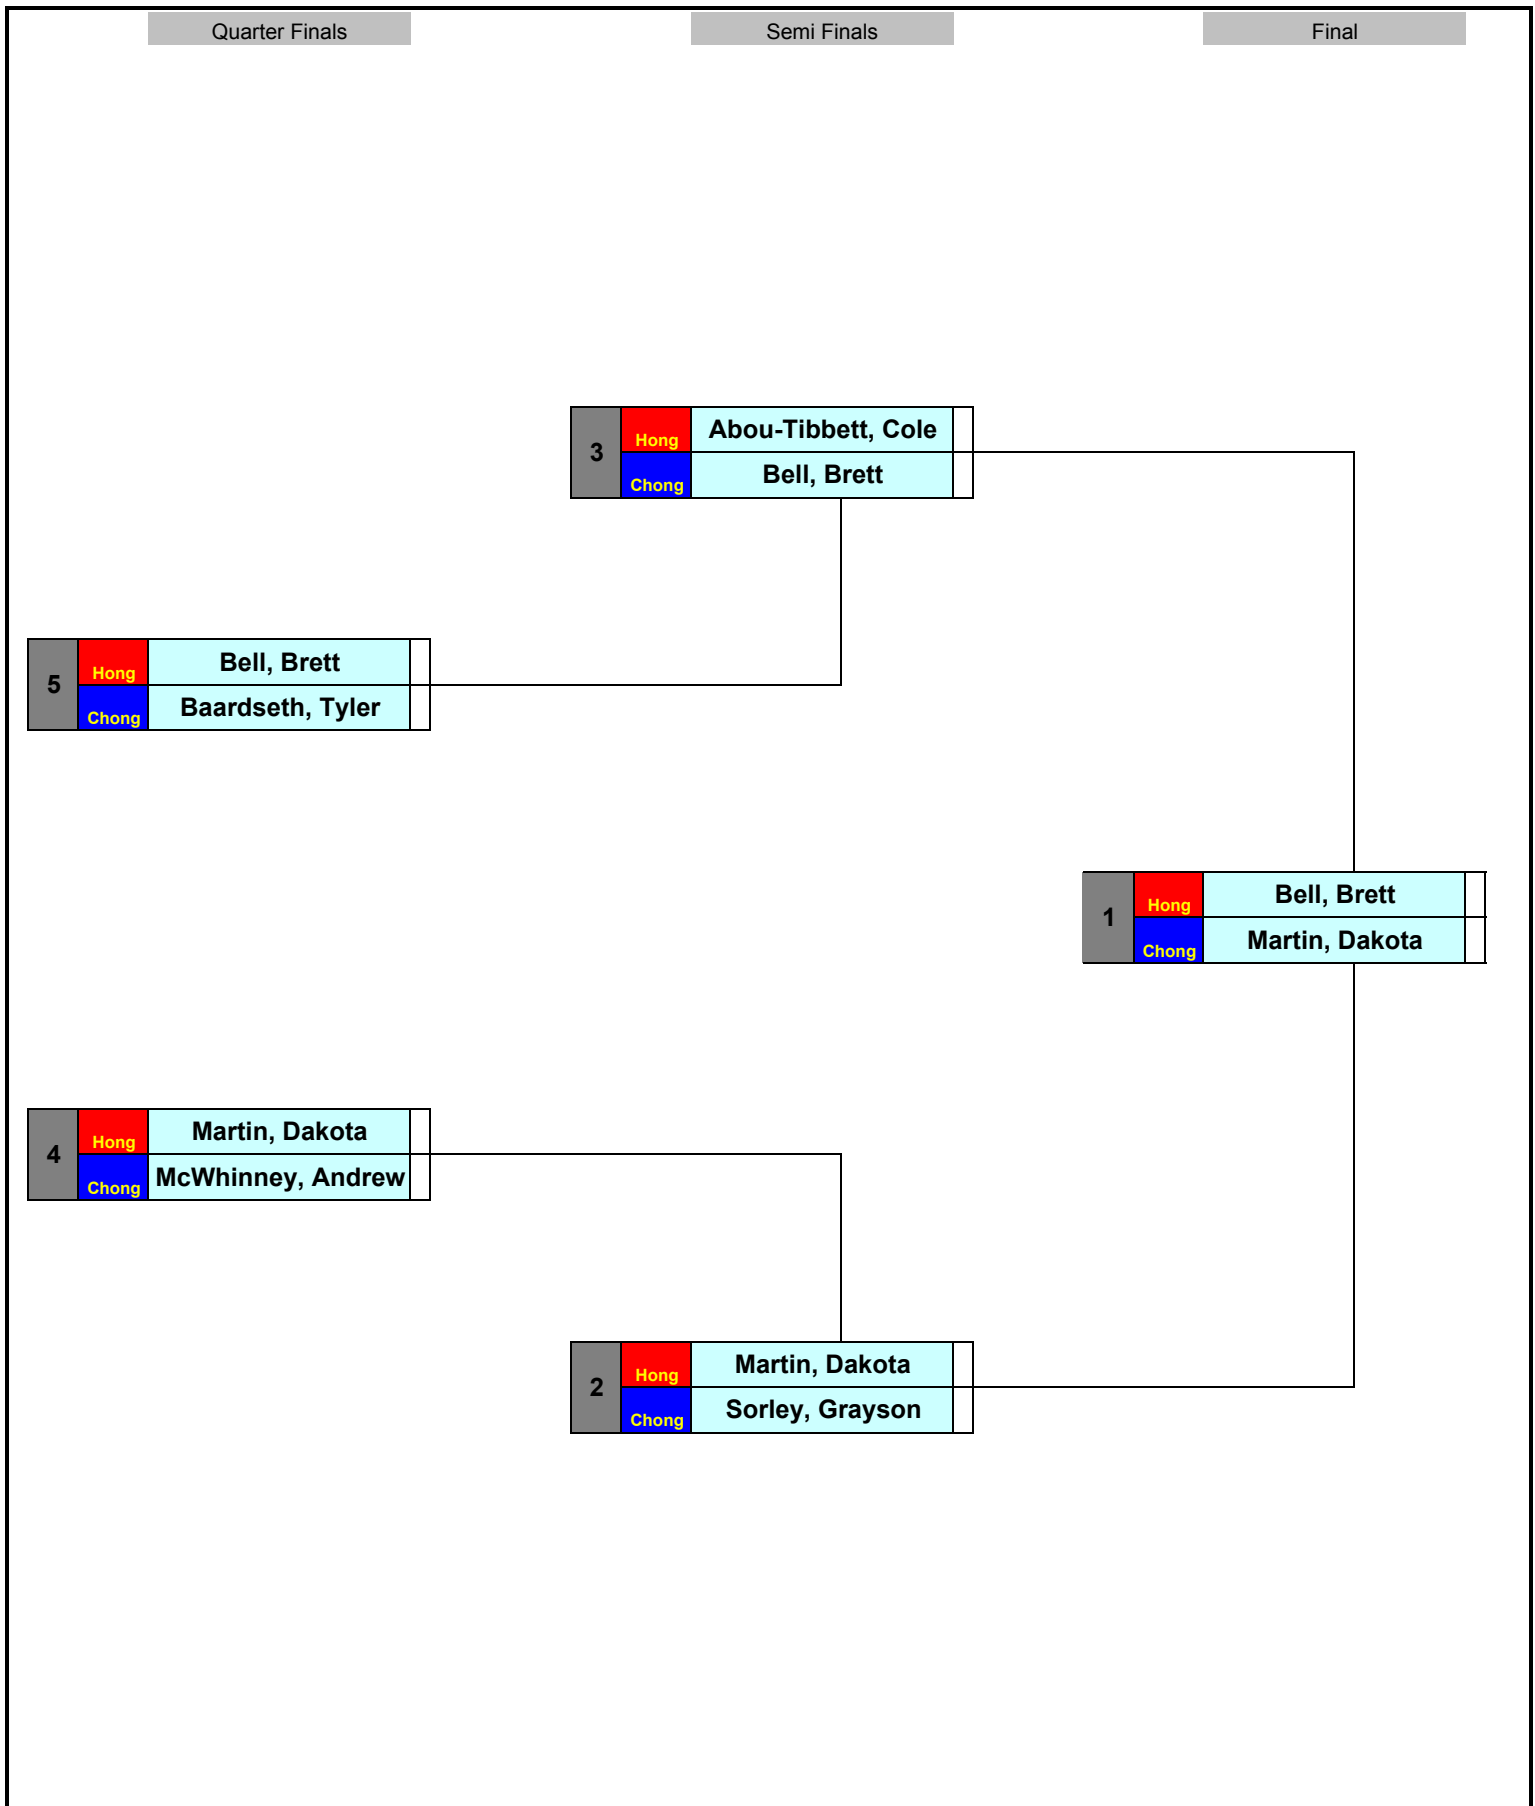 Quarter Finals
Semi Finals
Final
3
Hong
Abou-Tibbett, Cole
Chong
Bell, Brett
5
Hong
Bell, Brett
Chong
Baardseth, Tyler
1
Hong
Bell, Brett
Chong
Martin, Dakota
4
Hong
Martin, Dakota
Chong
McWhinney, Andrew
2
Hong
Martin, Dakota
Chong
Sorley, Grayson